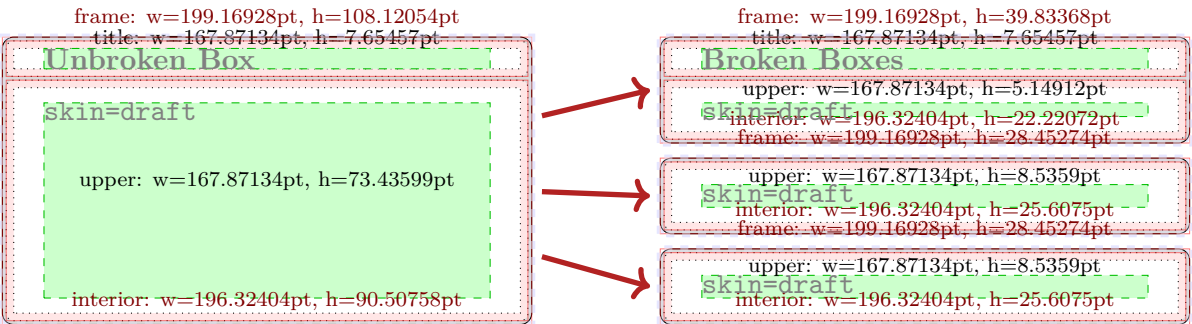 frame: w=199.16928pt, h=108.12054pt
title: w=167.87134pt, h=7.65457pt
Unbroken Box
skin=draft
upper: w=167.87134pt, h=73.43599pt
interior: w=196.32404pt, h=90.50758pt
frame: w=199.16928pt, h=39.83368pt
title: w=167.87134pt, h=7.65457pt
Broken Boxes
upper: w=167.87134pt, h=5.14912pt
skin=draft
interior: w=196.32404pt, h=22.22072pt
frame: w=199.16928pt, h=28.45274pt
upper: w=167.87134pt, h=8.5359pt
skin=draft
interior: w=196.32404pt, h=25.6075pt
frame: w=199.16928pt, h=28.45274pt
upper: w=167.87134pt, h=8.5359pt
skin=draft
interior: w=196.32404pt, h=25.6075pt